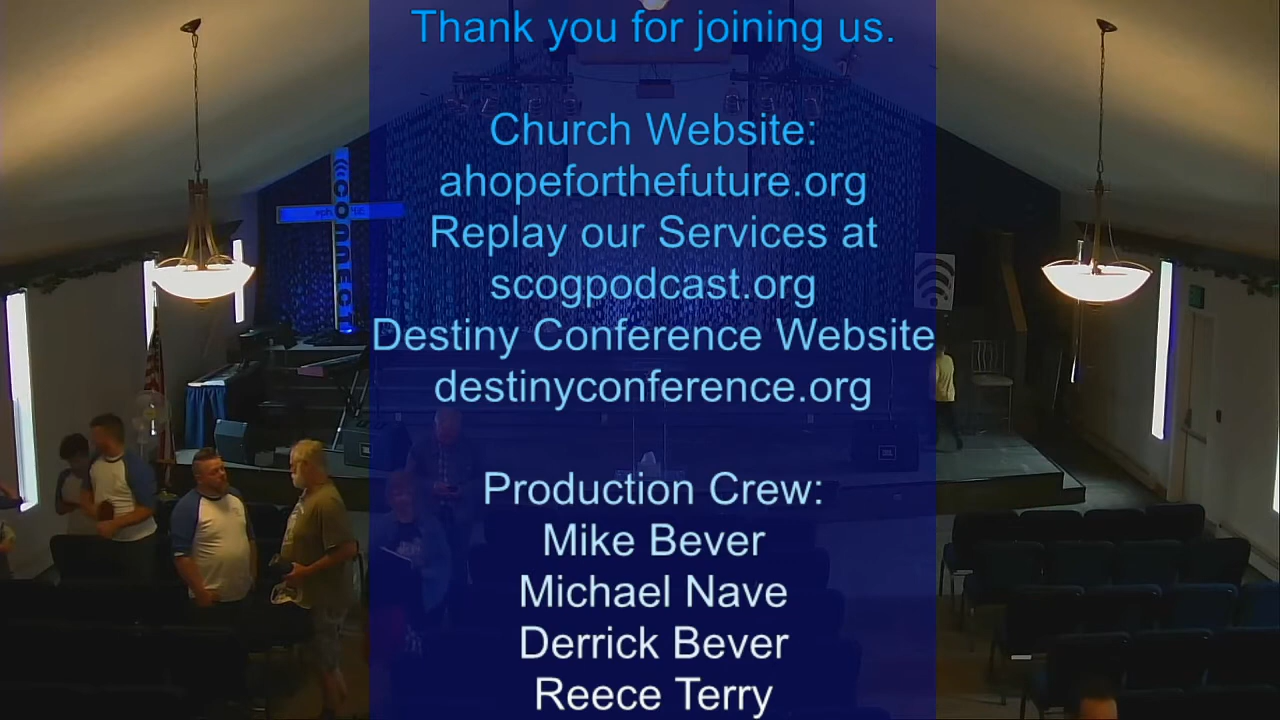 Thank you for joining us.
Church Website:
ahopeforthefuture.org
Replay our Services at
scogpodcast.org
Destiny Conference Website
destinyconference.org
Production Crew:
Mike Bever
Michael Nave
Derrick Bever
Reece Terry
CONNECT